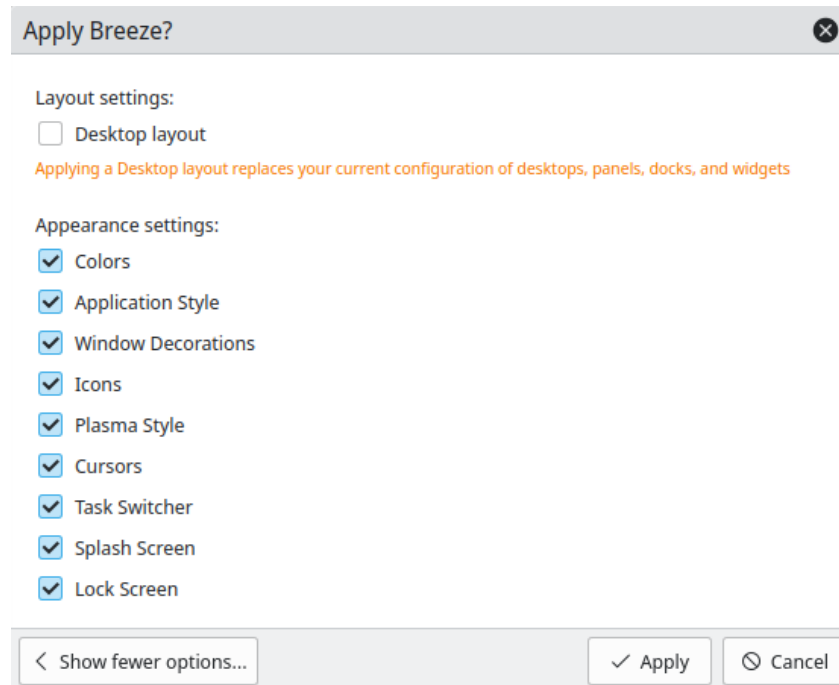 Apply Breeze?
Layout settings:
Desktop layout
Applying a Desktop layout replaces your current configuration of desktops, panels, docks, and widgets
Appearance settings:
Colors
Application Style
Window Decorations
Icons
Plasma Style
Cursors
Task Switcher
Splash Screen
Lock Screen
Show fewer options... Apply Cancel